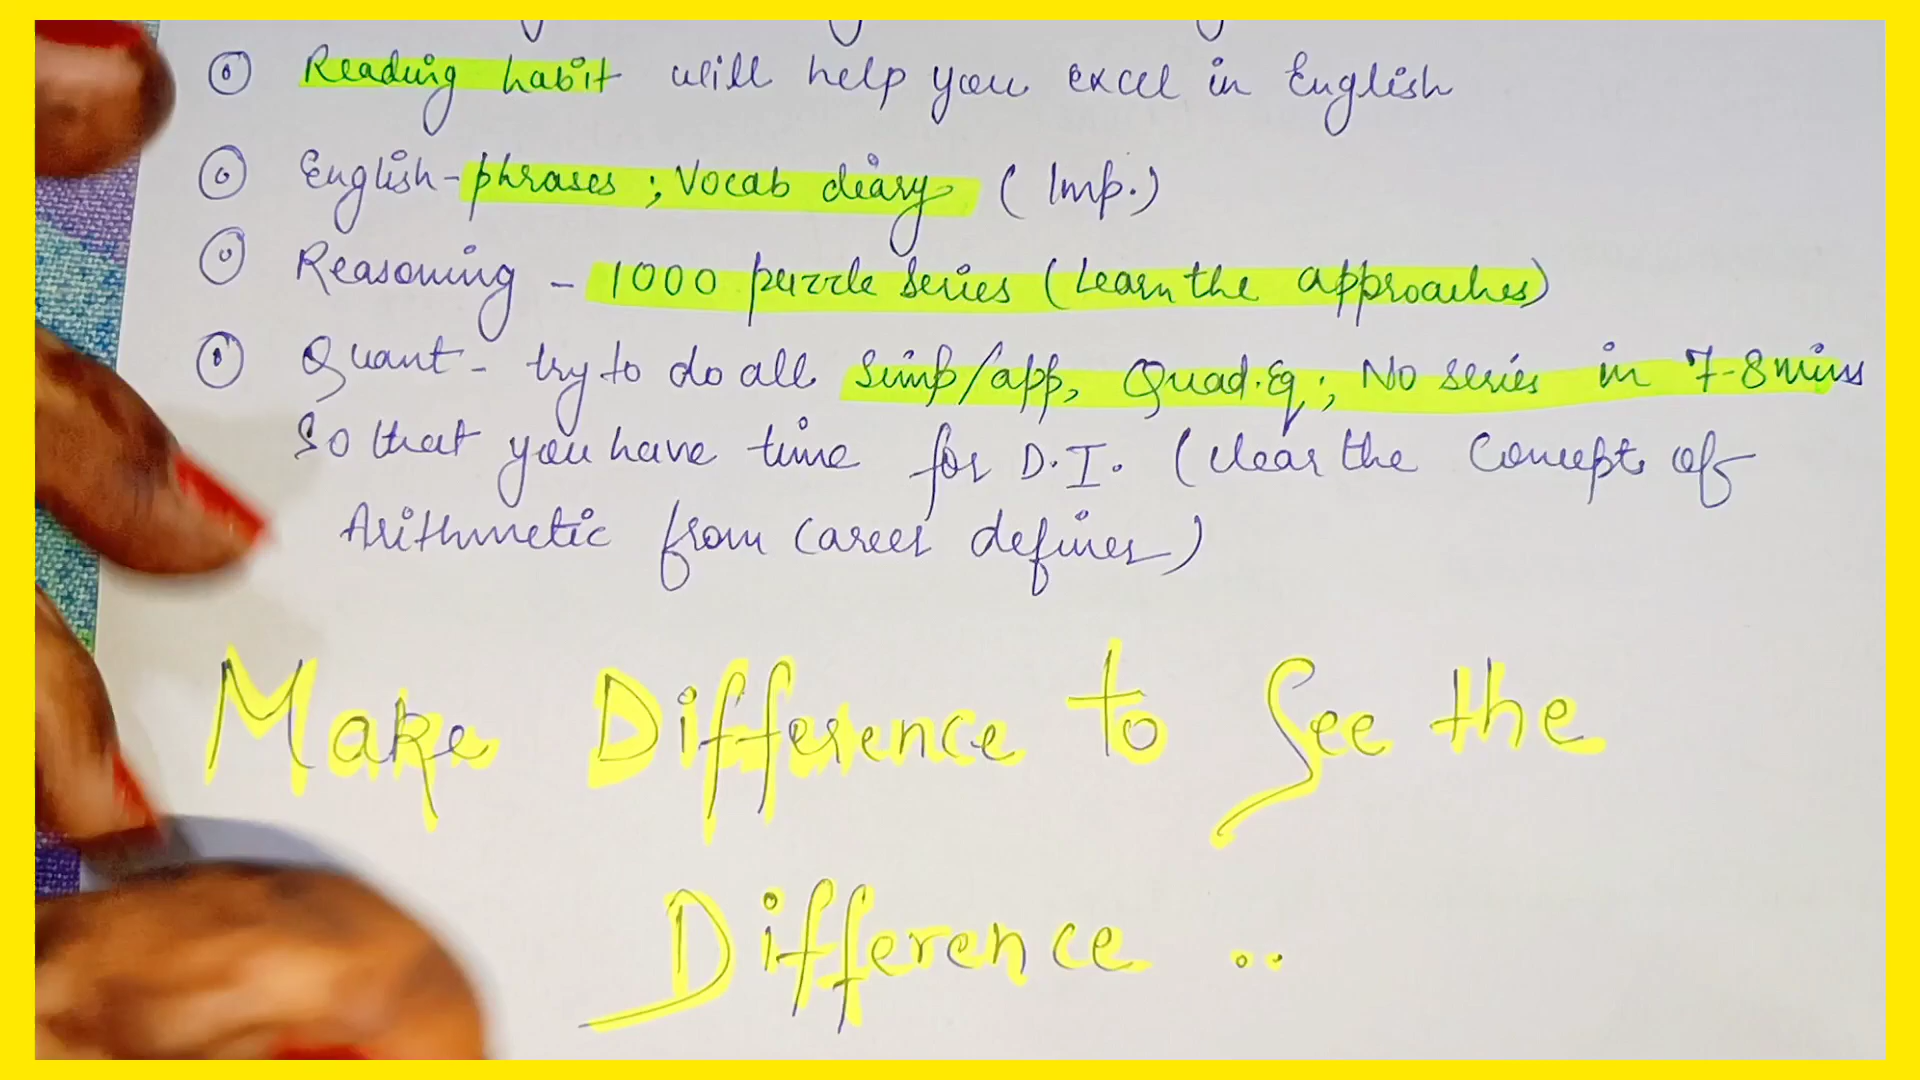 Reading habit will help you excel in English
English - phrases ; Vocab diary (Imp.)
Reasoning - 1000 puzzle series (Learn the approaches)
Quant - try to do all Simp/app, Quad.Eq ; No series in 7-8 mins
So that you have time for D.I. (clear the Concepts of
Arithmetic from Career definer)
Make Difference to See the
Difference ..